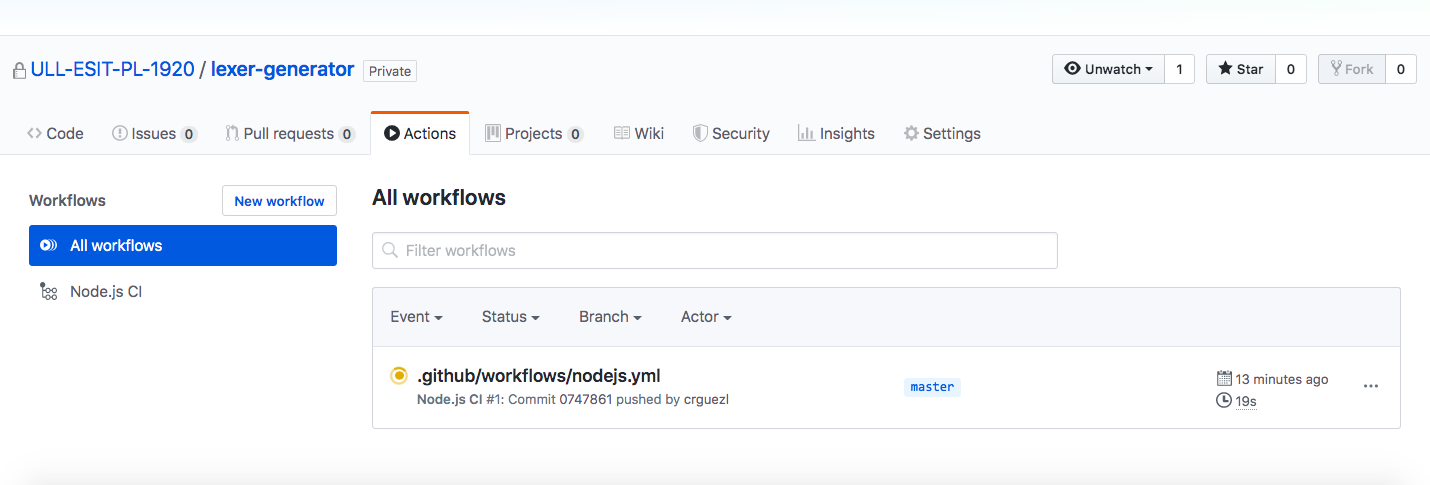 ULL-ESIT-PL-1920 / lexer-generator Private
Unwatch 1 Star 0 Fork 0
Code Issues 0 Pull requests 0 Actions Projects 0 Wiki Security Insights Settings
Workflows New workflow
All workflows
Node.js CI
All workflows
Filter workflows
Event Status Branch Actor
.github/workflows/nodejs.yml
Node.js CI #1: Commit 0747861 pushed by crguezl
master
13 minutes ago
19s